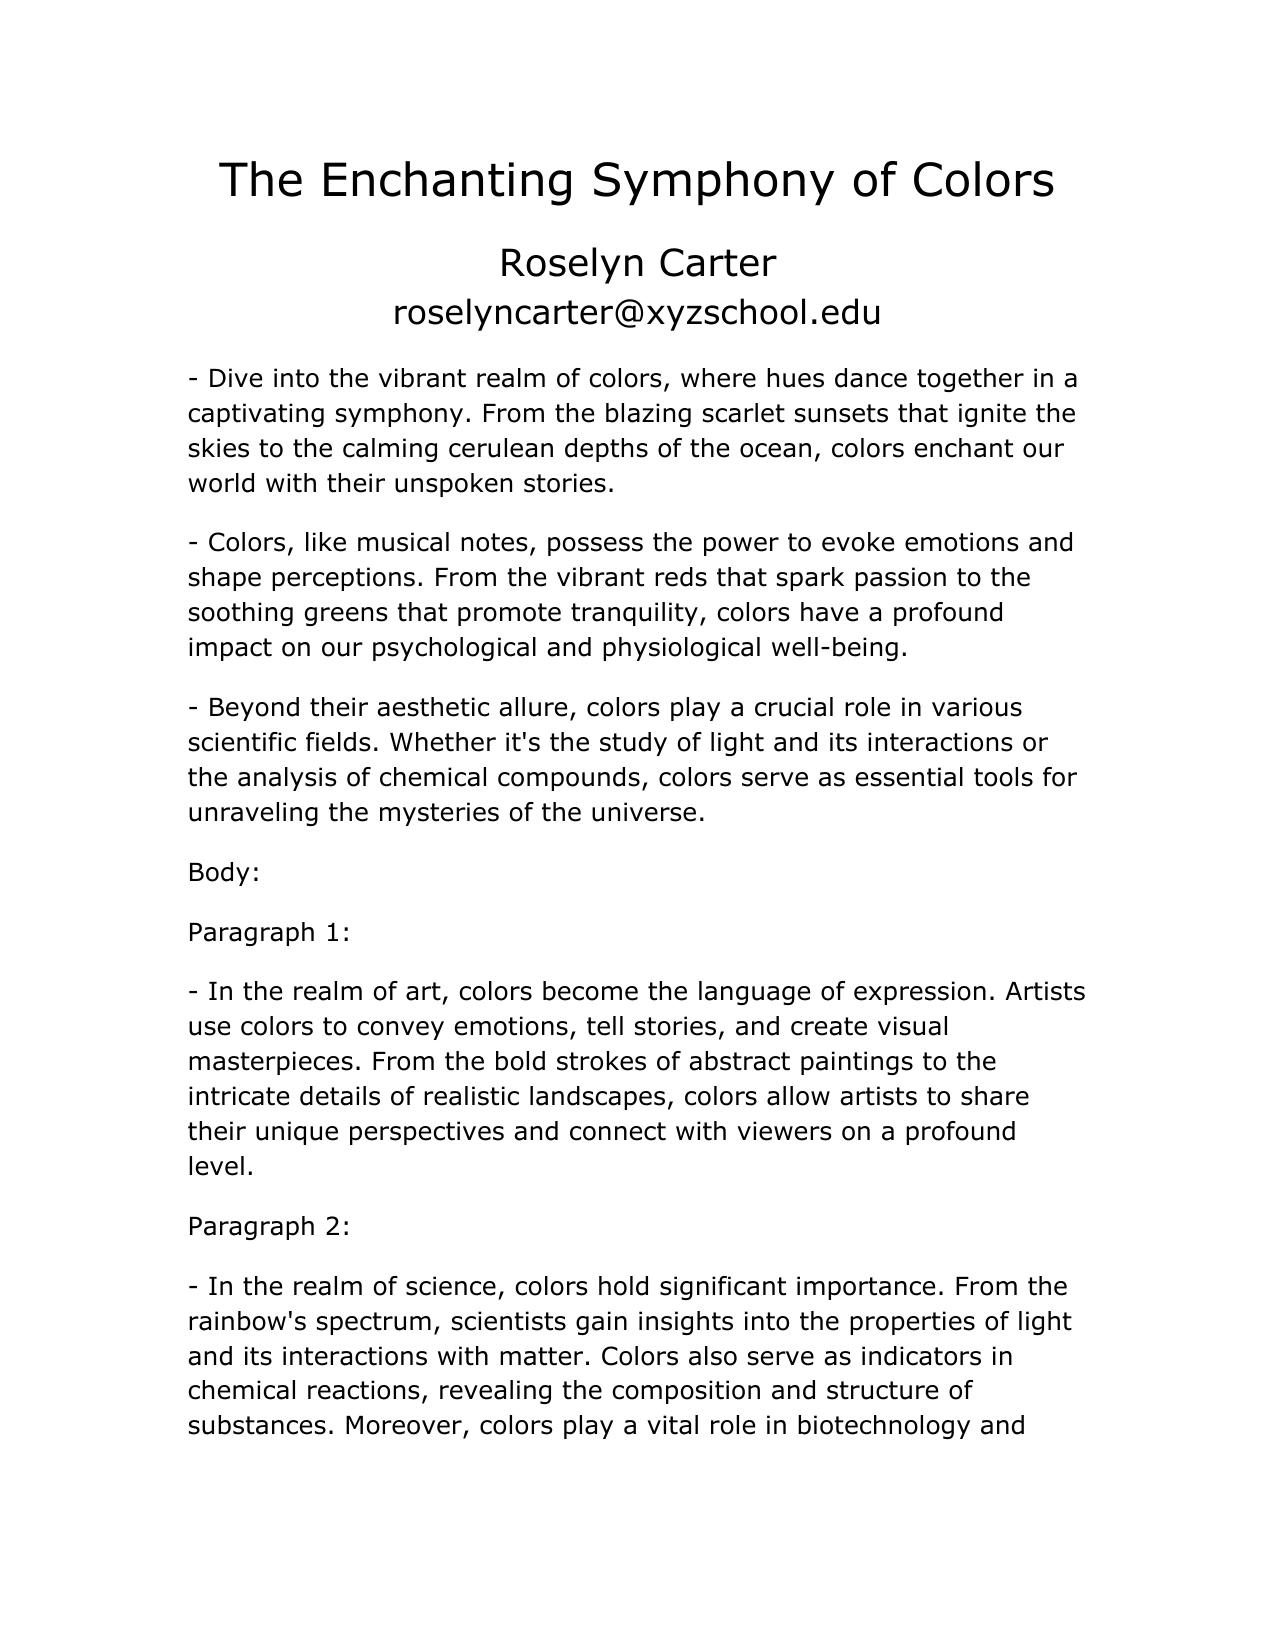 The Enchanting Symphony of Colors
Roselyn Carter
roselyncarter@xyzschool.edu
- Dive into the vibrant realm of colors, where hues dance together in a
captivating symphony. From the blazing scarlet sunsets that ignite the
skies to the calming cerulean depths of the ocean, colors enchant our
world with their unspoken stories.
- Colors, like musical notes, possess the power to evoke emotions and
shape perceptions. From the vibrant reds that spark passion to the
soothing greens that promote tranquility, colors have a profound
impact on our psychological and physiological well-being.
- Beyond their aesthetic allure, colors play a crucial role in various
scientific fields. Whether it's the study of light and its interactions or
the analysis of chemical compounds, colors serve as essential tools for
unraveling the mysteries of the universe.
Body:
Paragraph 1:
- In the realm of art, colors become the language of expression. Artists
use colors to convey emotions, tell stories, and create visual
masterpieces. From the bold strokes of abstract paintings to the
intricate details of realistic landscapes, colors allow artists to share
their unique perspectives and connect with viewers on a profound
level.
Paragraph 2:
- In the realm of science, colors hold significant importance. From the
rainbow's spectrum, scientists gain insights into the properties of light
and its interactions with matter. Colors also serve as indicators in
chemical reactions, revealing the composition and structure of
substances. Moreover, colors play a vital role in biotechnology and